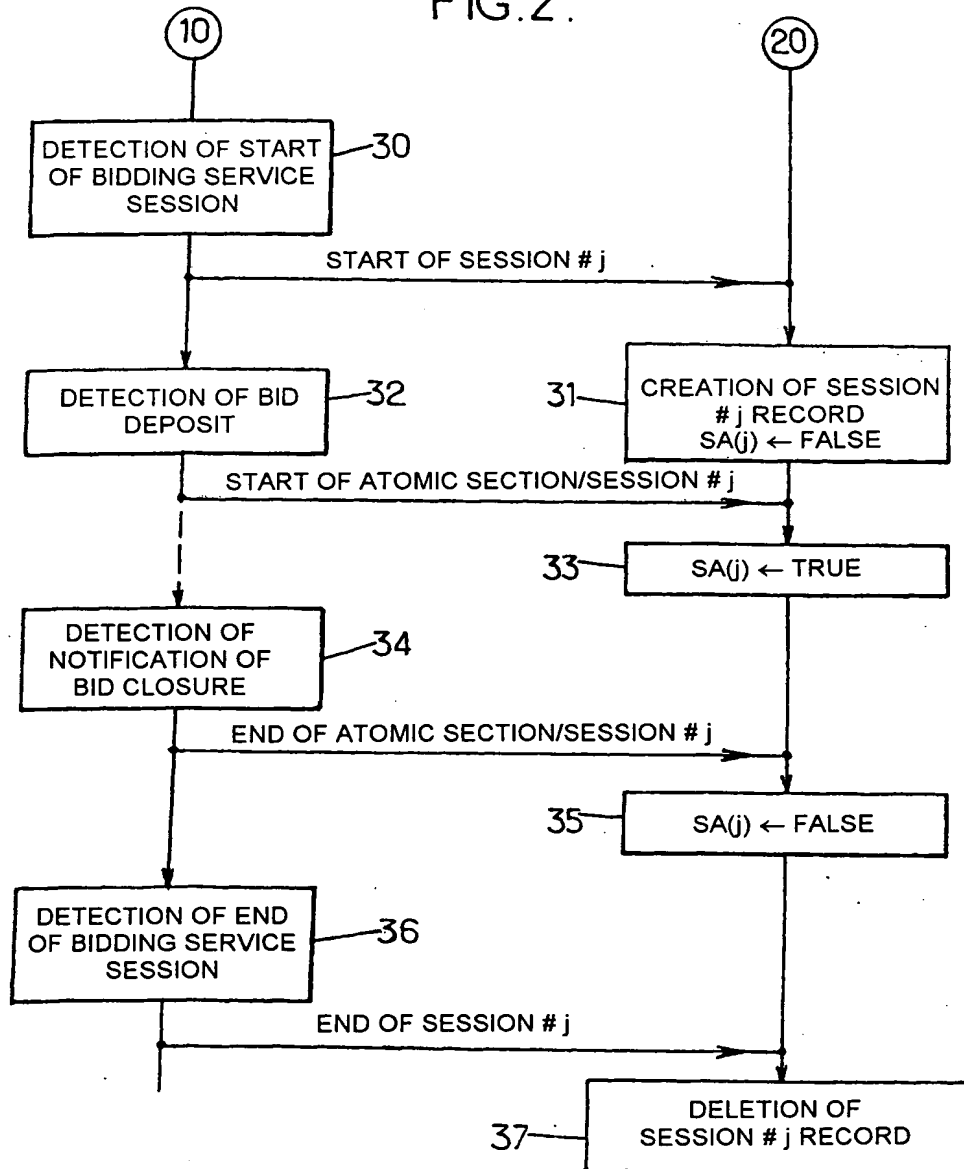 FIG.2.
10
20
DETECTION OF START
OF BIDDING SERVICE
SESSION
30
START OF SESSION # j
DETECTION OF BID
DEPOSIT
32
31
CREATION OF SESSION
# j RECORD
SA(j) ← FALSE
START OF ATOMIC SECTION/SESSION # j
33
SA(j) ← TRUE
DETECTION OF
NOTIFICATION OF
BID CLOSURE
34
END OF ATOMIC SECTION/SESSION # j
35
SA(j) ← FALSE
DETECTION OF END
OF BIDDING SERVICE
SESSION
36
END OF SESSION # j
37
DELETION OF
SESSION # j RECORD